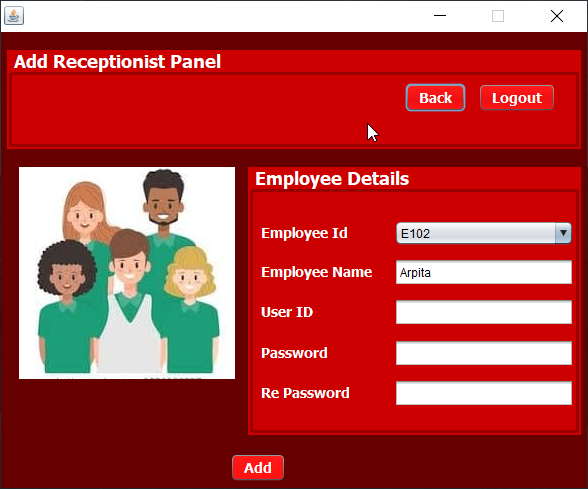 Add Receptionist Panel
Back Logout
Employee Details
Employee Id E102
Employee Name Arpita
User ID
Password
Re Password
Add